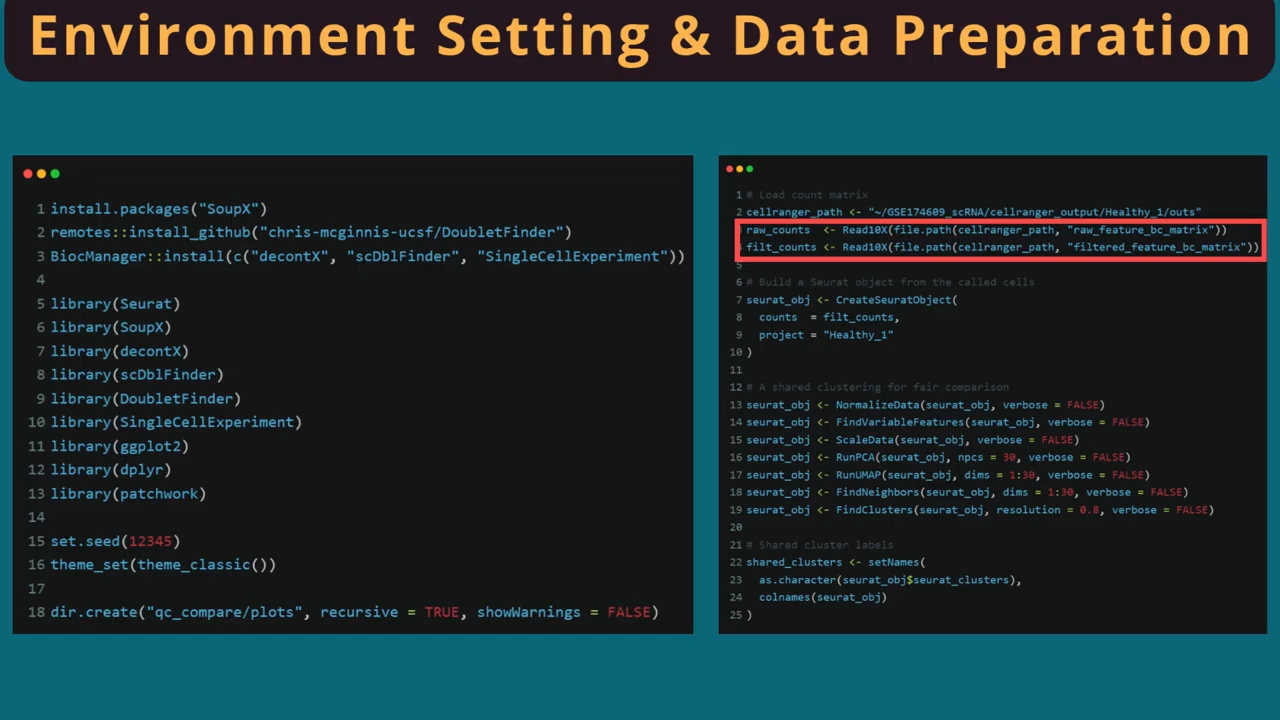 Environment Setting & Data Preparation
1 install.packages("SoupX")
2 remotes::install_github("chris-mcginnis-ucsf/DoubletFinder")
3 BiocManager::install(c("decontX", "scDblFinder", "SingleCellExperiment"))
4
5 library(Seurat)
6 library(SoupX)
7 library(decontX)
8 library(scDblFinder)
9 library(DoubletFinder)
10 library(SingleCellExperiment)
11 library(ggplot2)
12 library(dplyr)
13 library(patchwork)
14
15 set.seed(12345)
16 theme_set(theme_classic())
17
18 dir.create("qc_compare/plots", recursive = TRUE, showWarnings = FALSE)
1 # Load count matrix
2 cellranger_path <- "~/GSE174609_scRNA/cellranger_output/Healthy_1/outs"
raw_counts  <- Read10X(file.path(cellranger_path, "raw_feature_bc_matrix"))
filt_counts <- Read10X(file.path(cellranger_path, "filtered_feature_bc_matrix"))
5
6 # Build a Seurat object from the called cells
7 seurat_obj <- CreateSeuratObject(
8   counts  = filt_counts,
9   project = "Healthy_1"
10 )
11
12 # A shared clustering for fair comparison
13 seurat_obj <- NormalizeData(seurat_obj, verbose = FALSE)
14 seurat_obj <- FindVariableFeatures(seurat_obj, verbose = FALSE)
15 seurat_obj <- ScaleData(seurat_obj, verbose = FALSE)
16 seurat_obj <- RunPCA(seurat_obj, npcs = 30, verbose = FALSE)
17 seurat_obj <- RunUMAP(seurat_obj, dims = 1:30, verbose = FALSE)
18 seurat_obj <- FindNeighbors(seurat_obj, dims = 1:30, verbose = FALSE)
19 seurat_obj <- FindClusters(seurat_obj, resolution = 0.8, verbose = FALSE)
20
21 # Shared cluster labels
22 shared_clusters <- setNames(
23   as.character(seurat_obj$seurat_clusters),
24   colnames(seurat_obj)
25 )